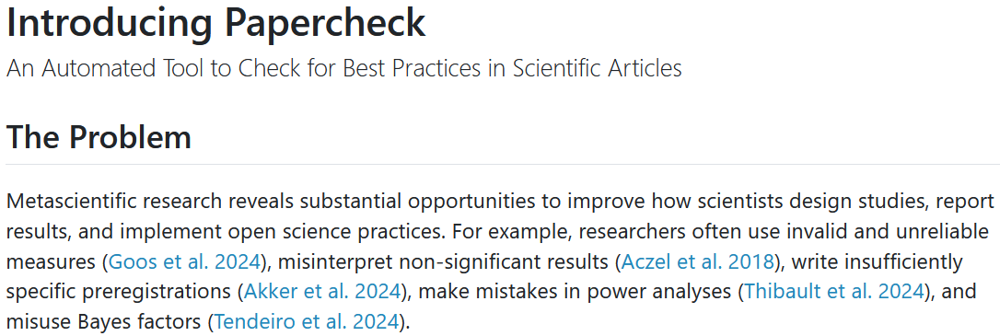 Introducing Papercheck
An Automated Tool to Check for Best Practices in Scientific Articles
The Problem
Metascientific research reveals substantial opportunities to improve how scientists design studies, report
results, and implement open science practices. For example, researchers often use invalid and unreliable
measures (Goos et al. 2024), misinterpret non-significant results (Aczel et al. 2018), write insufficiently
specific preregistrations (Akker et al. 2024), make mistakes in power analyses (Thibault et al. 2024), and
misuse Bayes factors (Tendeiro et al. 2024).